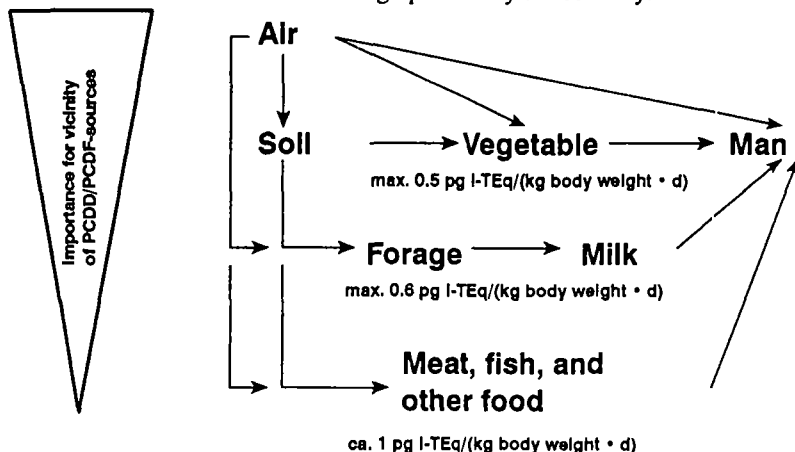 Importance for vicinity
of PCDD/PCDF-sources
Air
Soil
Vegetable
Man
max. 0.5 pg I-TEq/(kg body weight • d)
Forage
Milk
max. 0.6 pg I-TEq/(kg body weight • d)
Meat, fish, and
other food
ca. 1 pg I-TEq/(kg body weight • d)